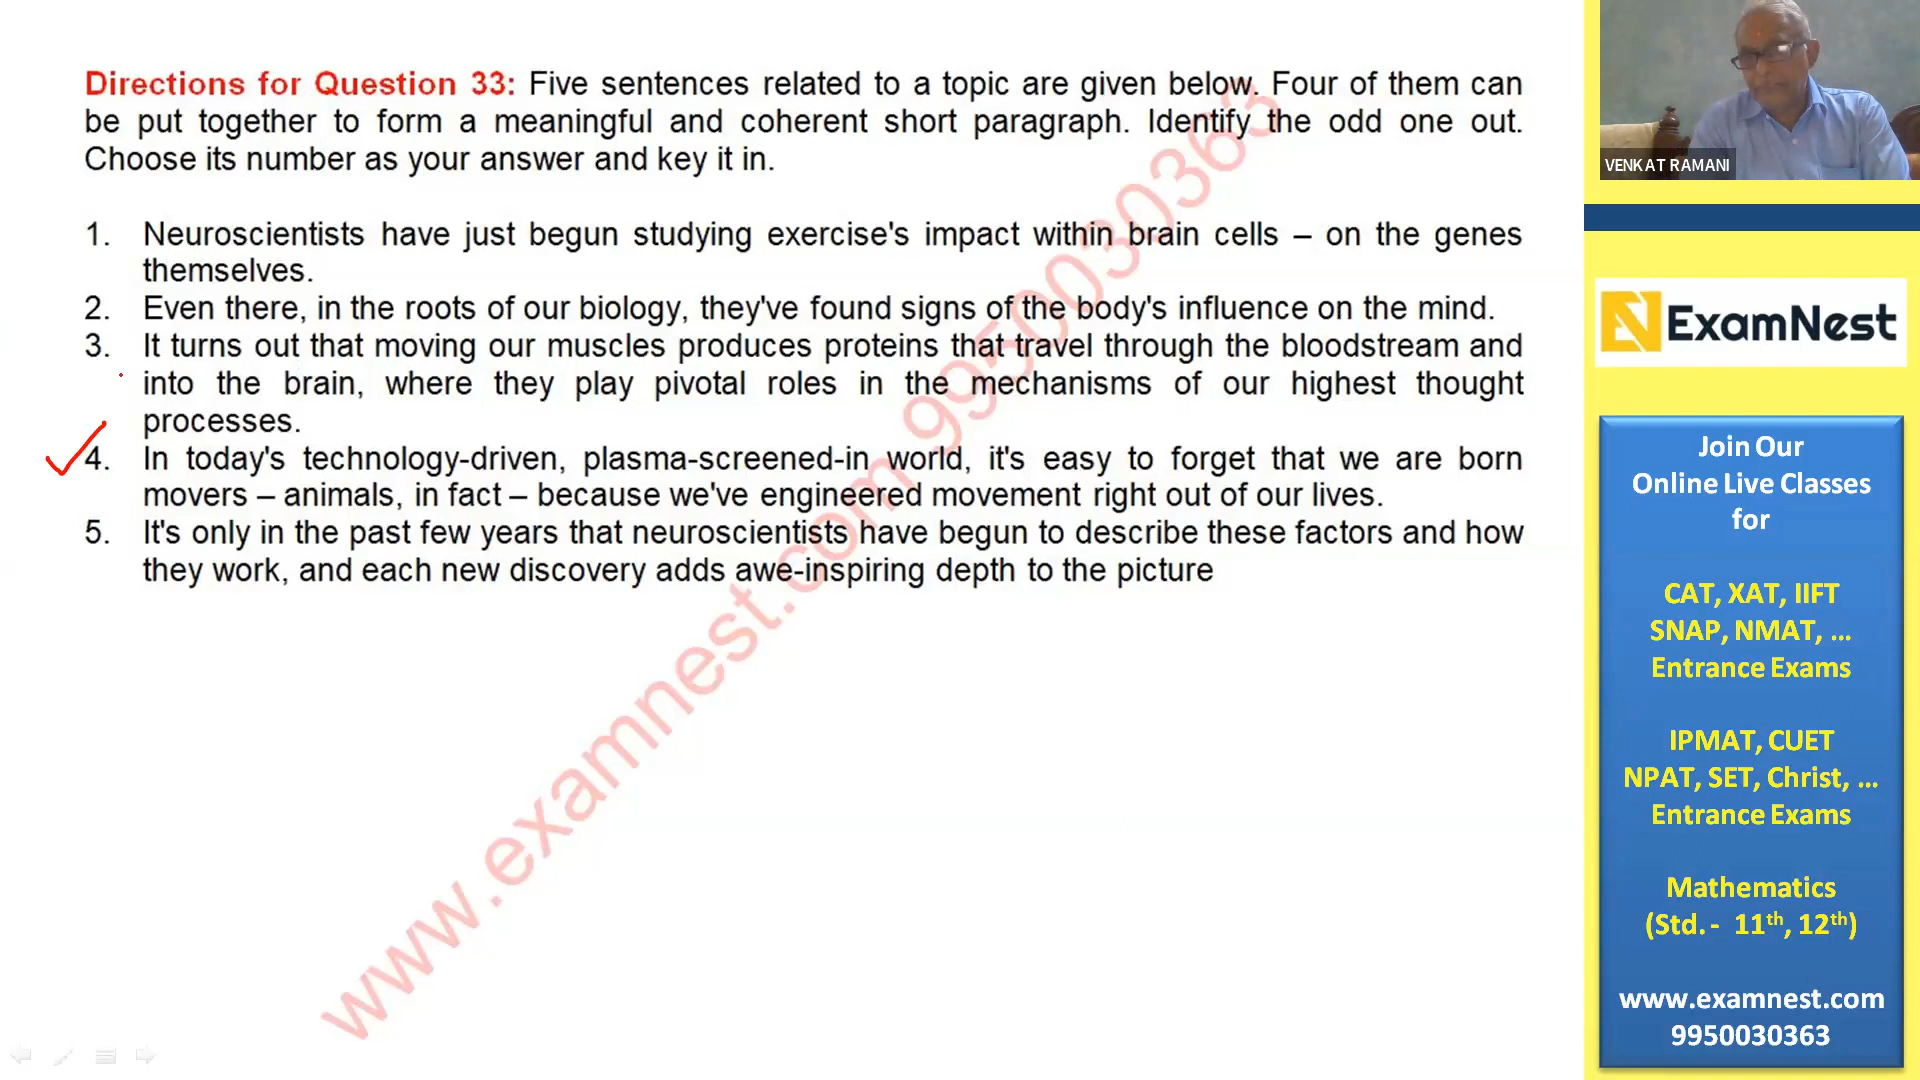 Directions for Question 33: Five sentences related to a topic are given below. Four of them can
be put together to form a meaningful and coherent short paragraph. Identify the odd one out.
Choose its number as your answer and key it in.
1. Neuroscientists have just begun studying exercise's impact within brain cells – on the genes
themselves.
2. Even there, in the roots of our biology, they've found signs of the body's influence on the mind.
3. It turns out that moving our muscles produces proteins that travel through the bloodstream and
into the brain, where they play pivotal roles in the mechanisms of our highest thought
processes.
4. In today's technology-driven, plasma-screened-in world, it's easy to forget that we are born
movers – animals, in fact – because we've engineered movement right out of our lives.
5. It's only in the past few years that neuroscientists have begun to describe these factors and how
they work, and each new discovery adds awe-inspiring depth to the picture
www.examnest.com 9950030363
VENKAT RAMANI
ExamNest
Join Our
Online Live Classes
for
CAT, XAT, IIFT
SNAP, NMAT, ...
Entrance Exams
IPMAT, CUET
NPAT, SET, Christ, ...
Entrance Exams
Mathematics
(Std. - 11th, 12th)
www.examnest.com
9950030363